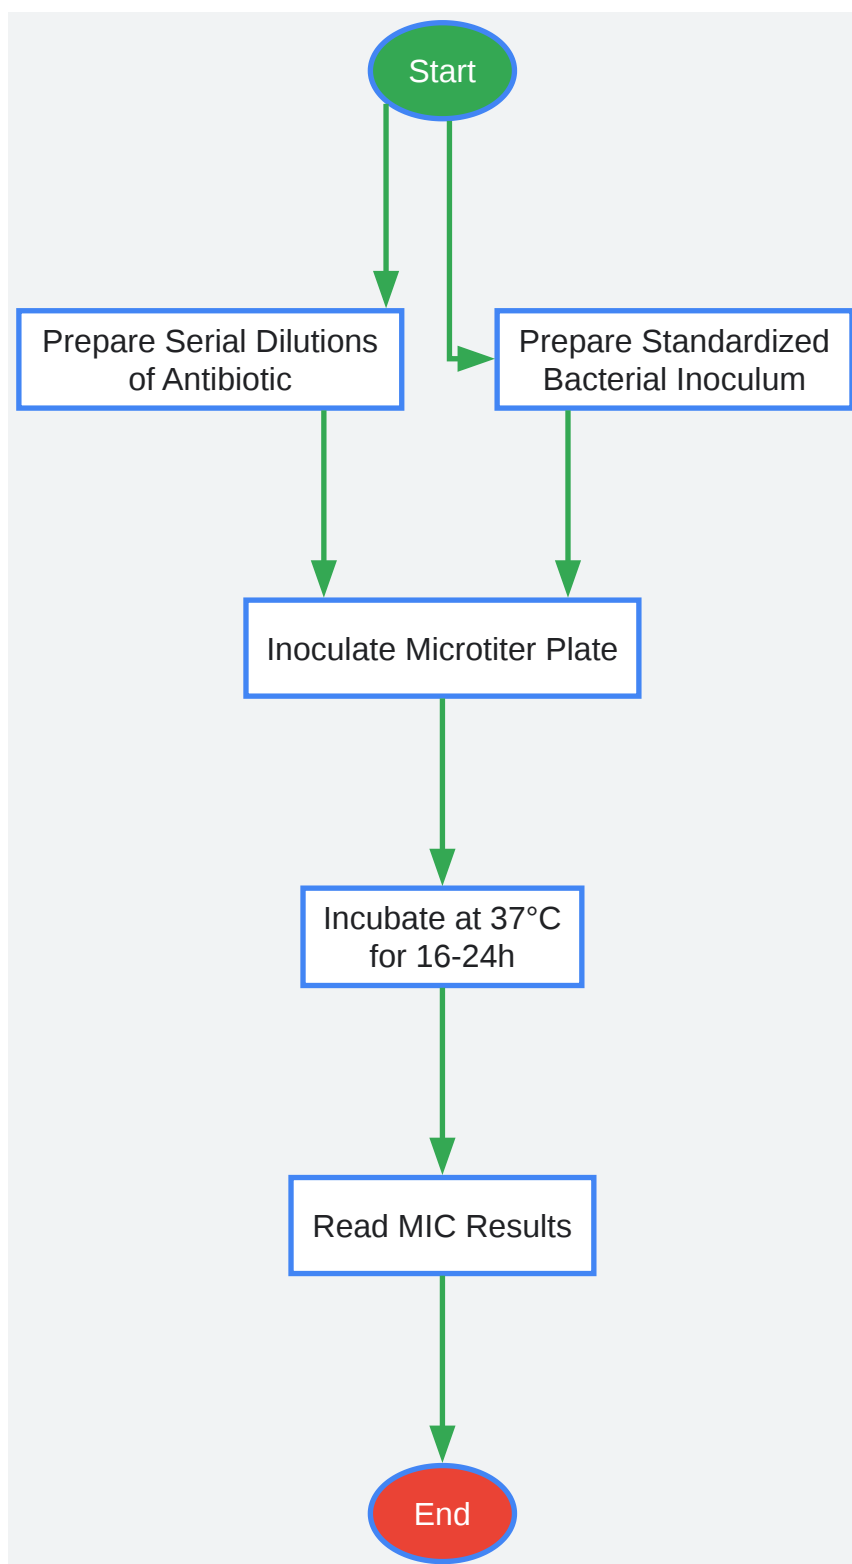 Start
Prepare Serial Dilutions
of Antibiotic
Prepare Standardized
Bacterial Inoculum
Inoculate Microtiter Plate
Incubate at 37°C
for 16-24h
Read MIC Results
End